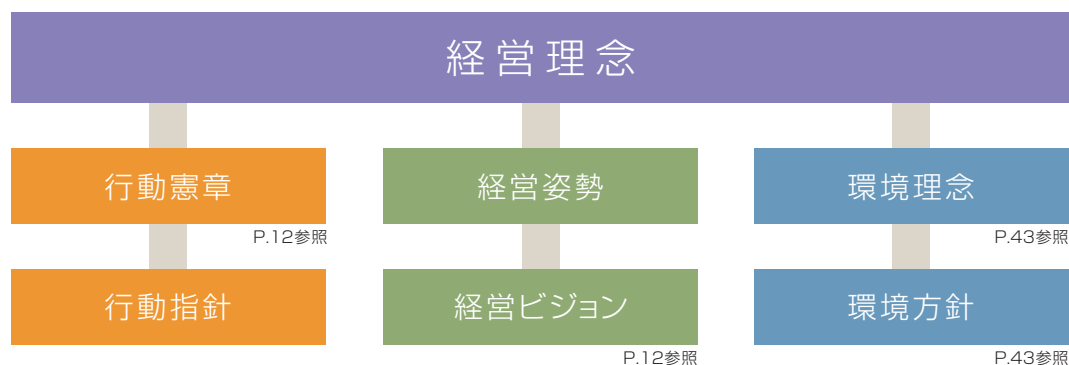 経営理念
行動憲章
経営姿勢
環境理念
P.12参照
P.43参照
行動指針
経営ビジョン
環境方針
P.12参照
P.43参照